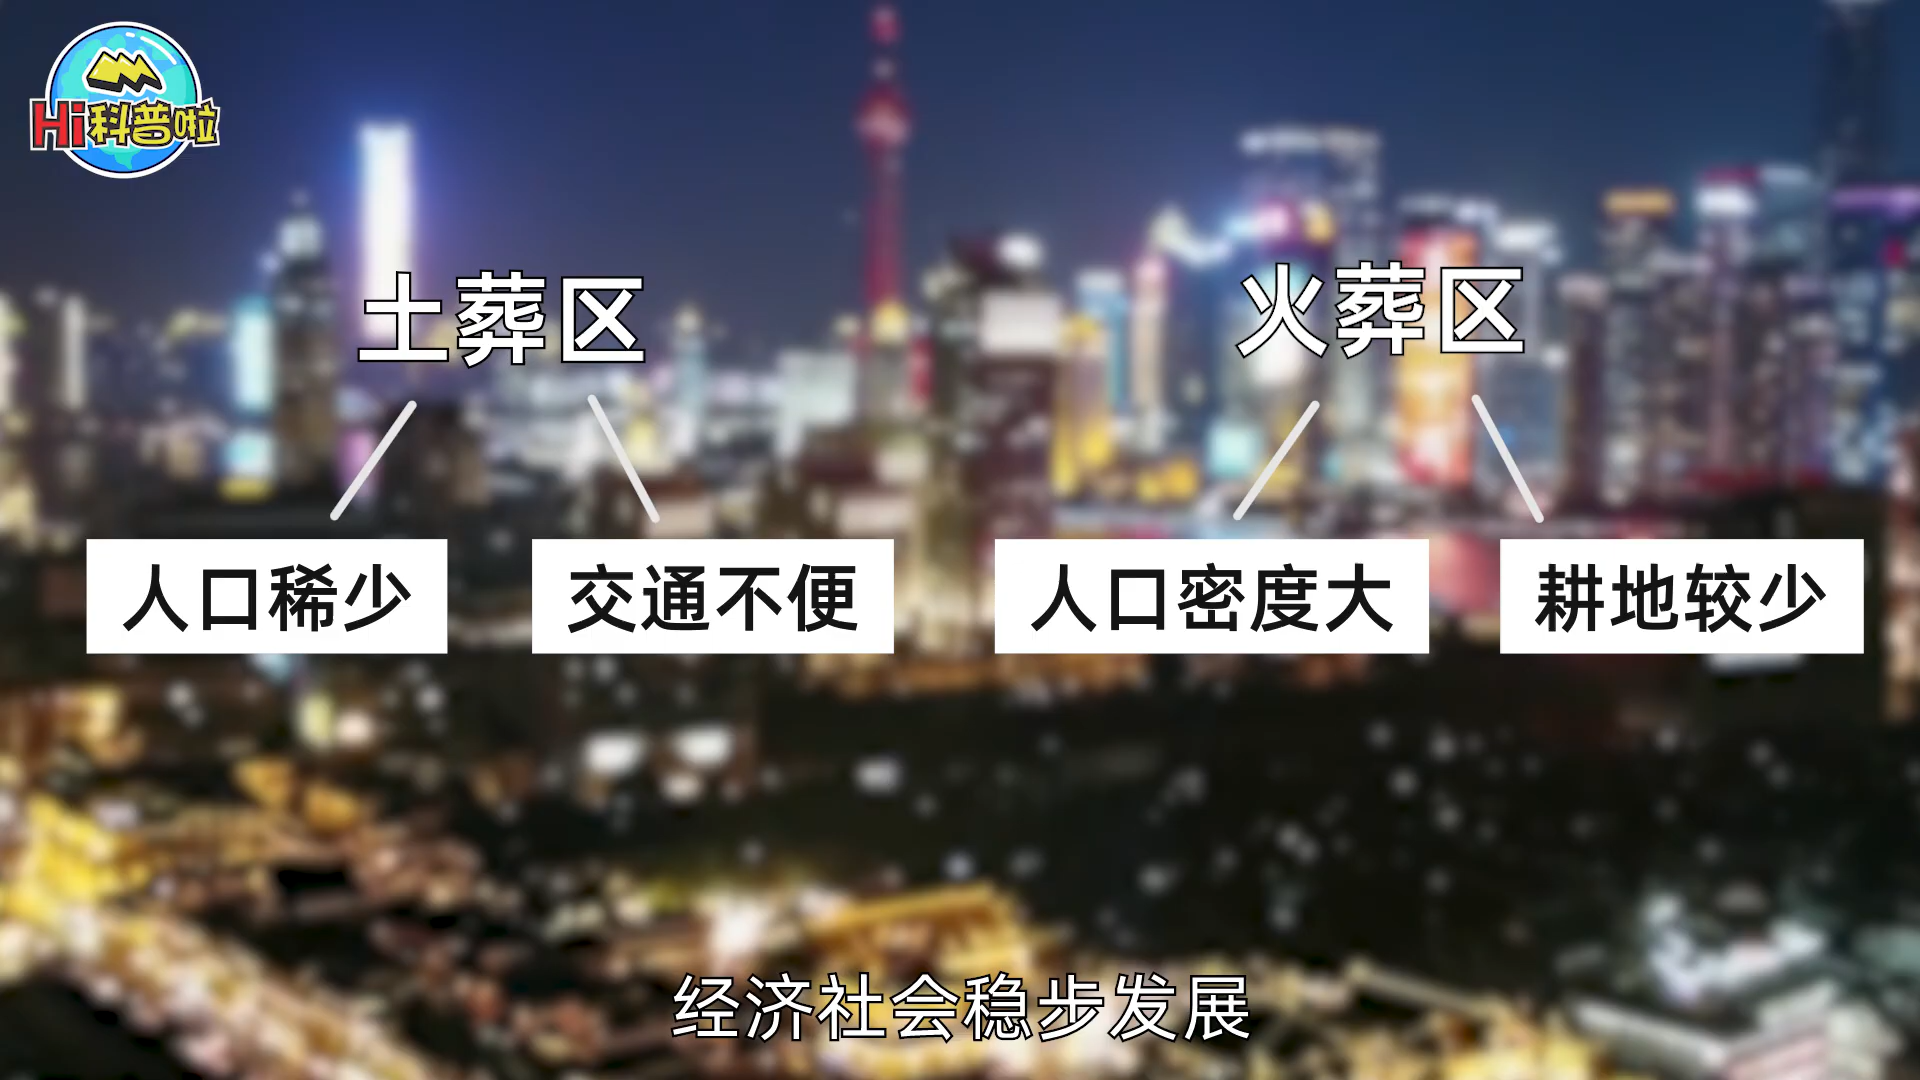 Hi科普啦
土葬区
火葬区
人口稀少
交通不便
人口密度大
耕地较少
经济社会稳步发展